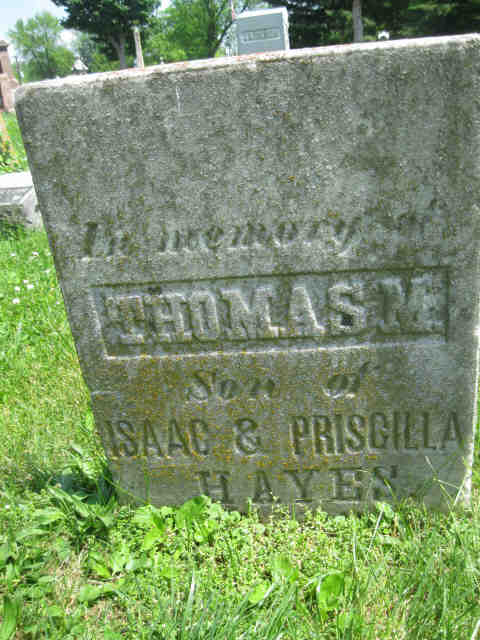 In memory of
THOMAS M.
Son of
ISAAC & PRISCILLA
HAYES